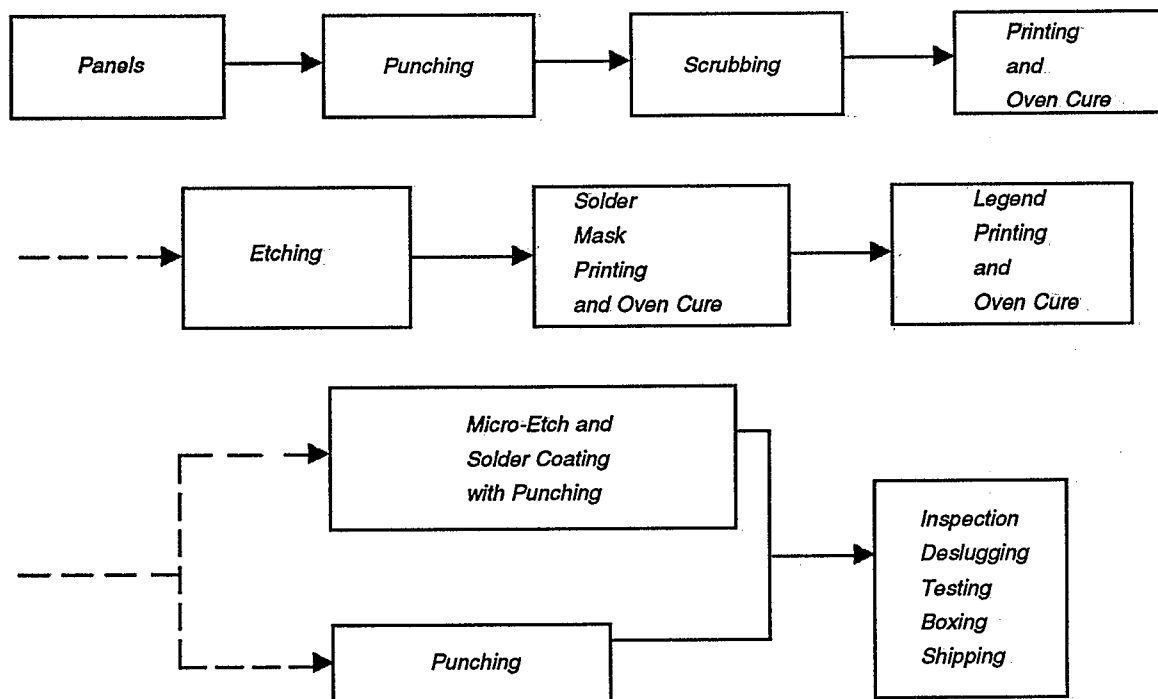 Panels
Punching
Scrubbing
Printing
and
Oven Cure
Etching
Solder
Mask
Printing
and Oven Cure
Legend
Printing
and
Oven Cure
Micro-Etch and
Solder Coating
with Punching
Inspection
Deslugging
Testing
Boxing
Shipping
Punching